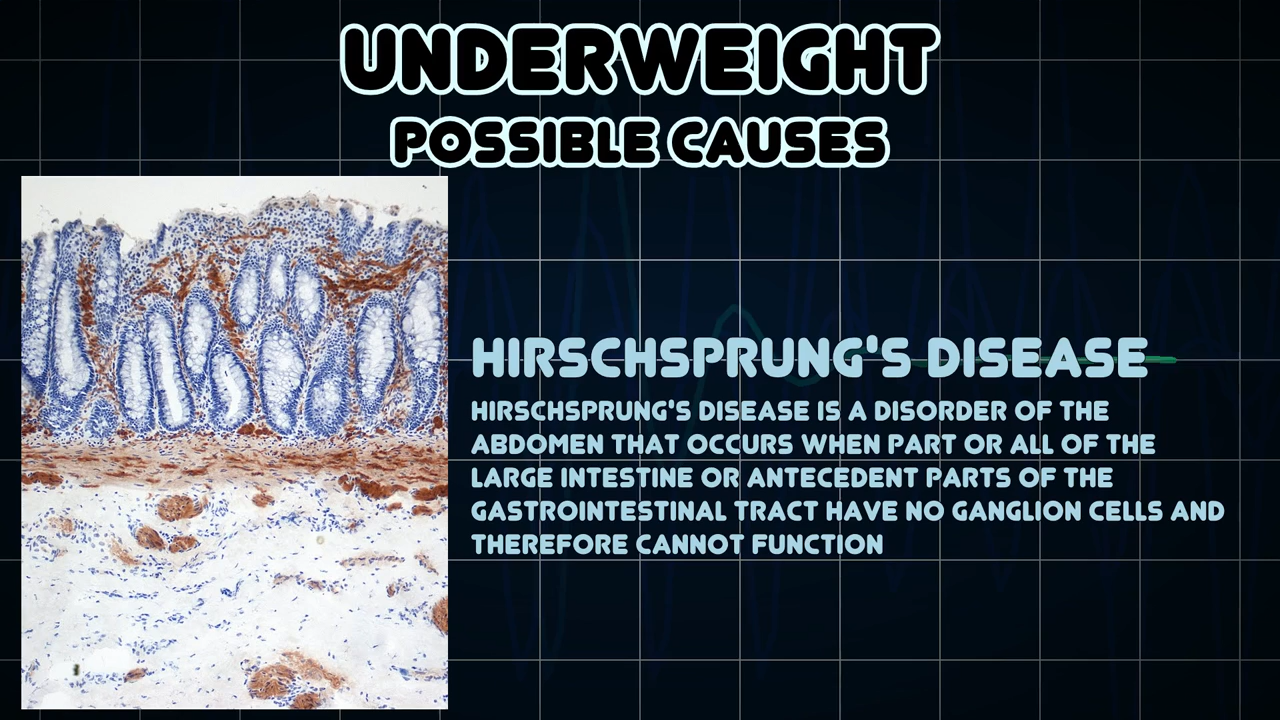 UNDERWEIGHT
POSSIBLE CAUSES
HIRSCHSPRUNG'S DISEASE
HIRSCHSPRUNG'S DISEASE IS A DISORDER OF THE
ABDOMEN THAT OCCURS WHEN PART OR ALL OF THE
LARGE INTESTINE OR ANTECEDENT PARTS OF THE
GASTROINTESTINAL TRACT HAVE NO GANGLION CELLS AND
THEREFORE CANNOT FUNCTION